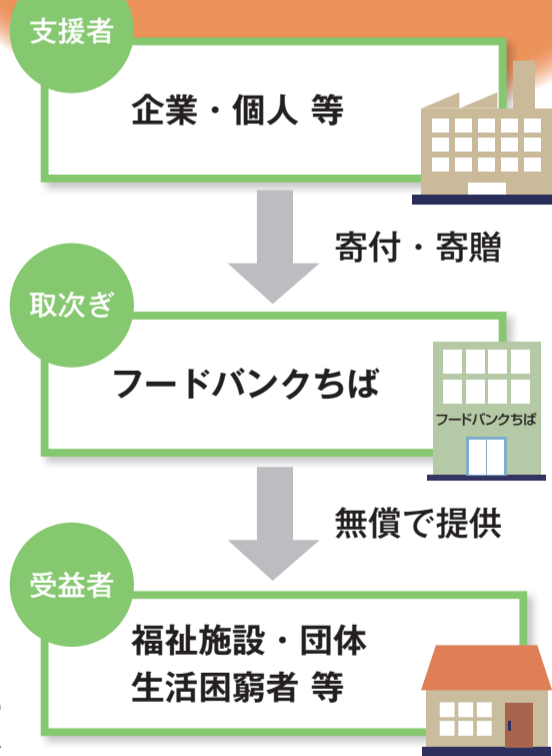 支援者
企業・個人 等
寄付・寄贈
取次ぎ
フードバンクちば
フードバンクちば
無償で提供
受益者
福祉施設・団体
生活困窮者 等